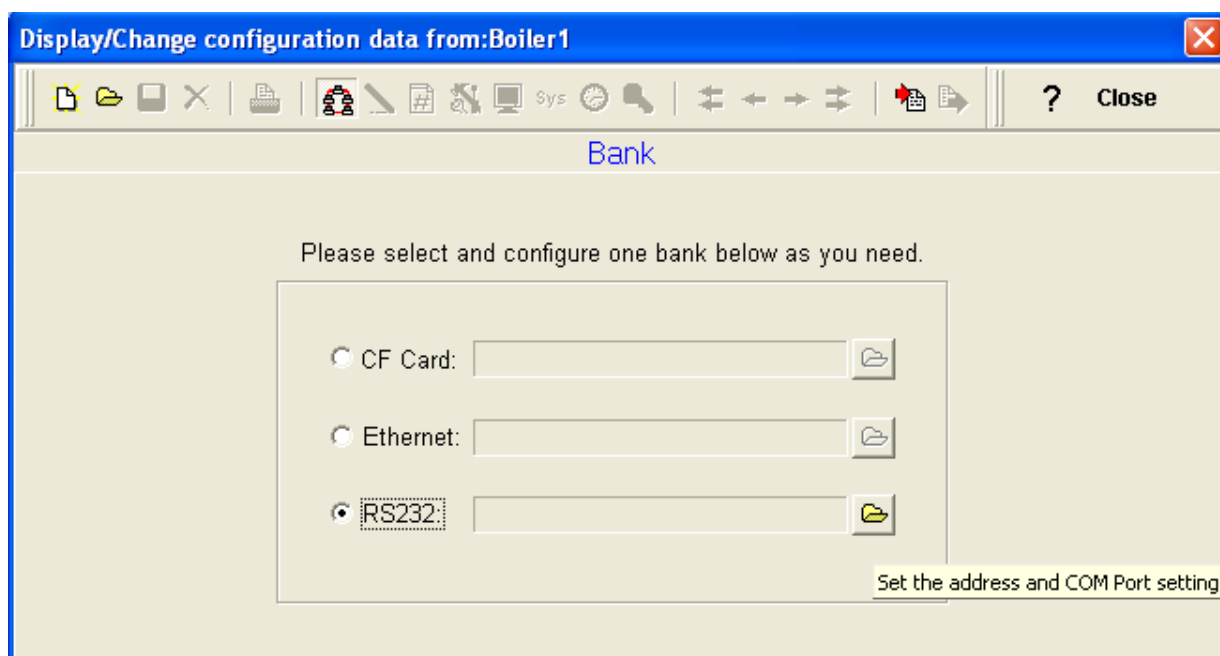 Display/Change configuration data from:Boiler1
Sys ? Close
Bank
Please select and configure one bank below as you need.
CF Card:
Ethernet:
RS232:
Set the address and COM Port setting